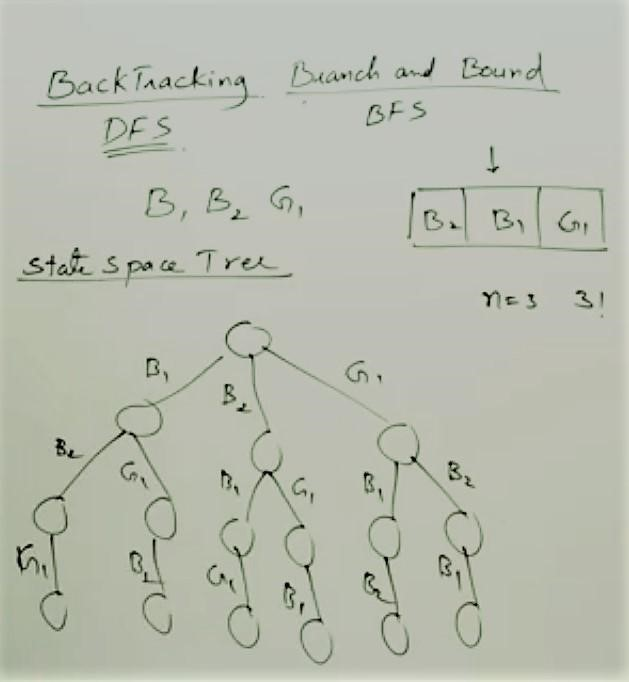 BackTracking Branch and Bound
DFS BFS
↓
B₁ B₂ G₁
B₂ B₁ G₁
State Space Tree
n=3 3!
B₁ B₂ G₁
B₂ G₁ B₁ G₁ B₁ B₂
G₁ B₂ G₁ B₁ B₂ B₁